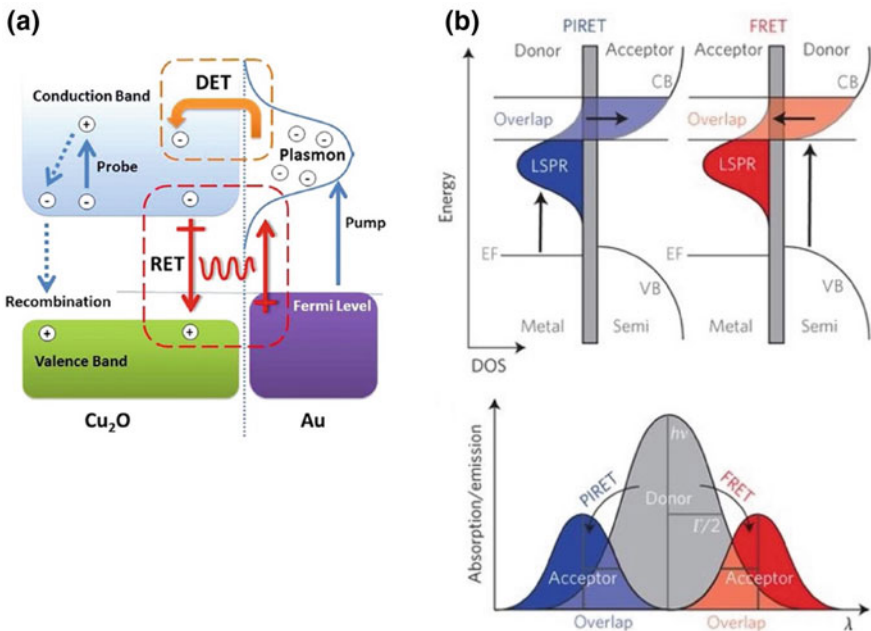 (a)
DET
Conduction Band
+
-
Plasmon
-
-
-
-
-
Probe
-
-
-
Pump
RET
Recombination
Fermi Level
+
+
Valence Band
Cu₂O
Au
(b)
PIRET
FRET
Donor
Acceptor
Acceptor
Donor
CB
CB
Overlap
Overlap
LSPR
LSPR
Energy
EF
EF
VB
VB
Metal
Semi
Metal
Semi
DOS
Absorption/emission
hν
PIRET
FRET
Donor
Γ/2
Acceptor
Acceptor
Overlap
Overlap
λ